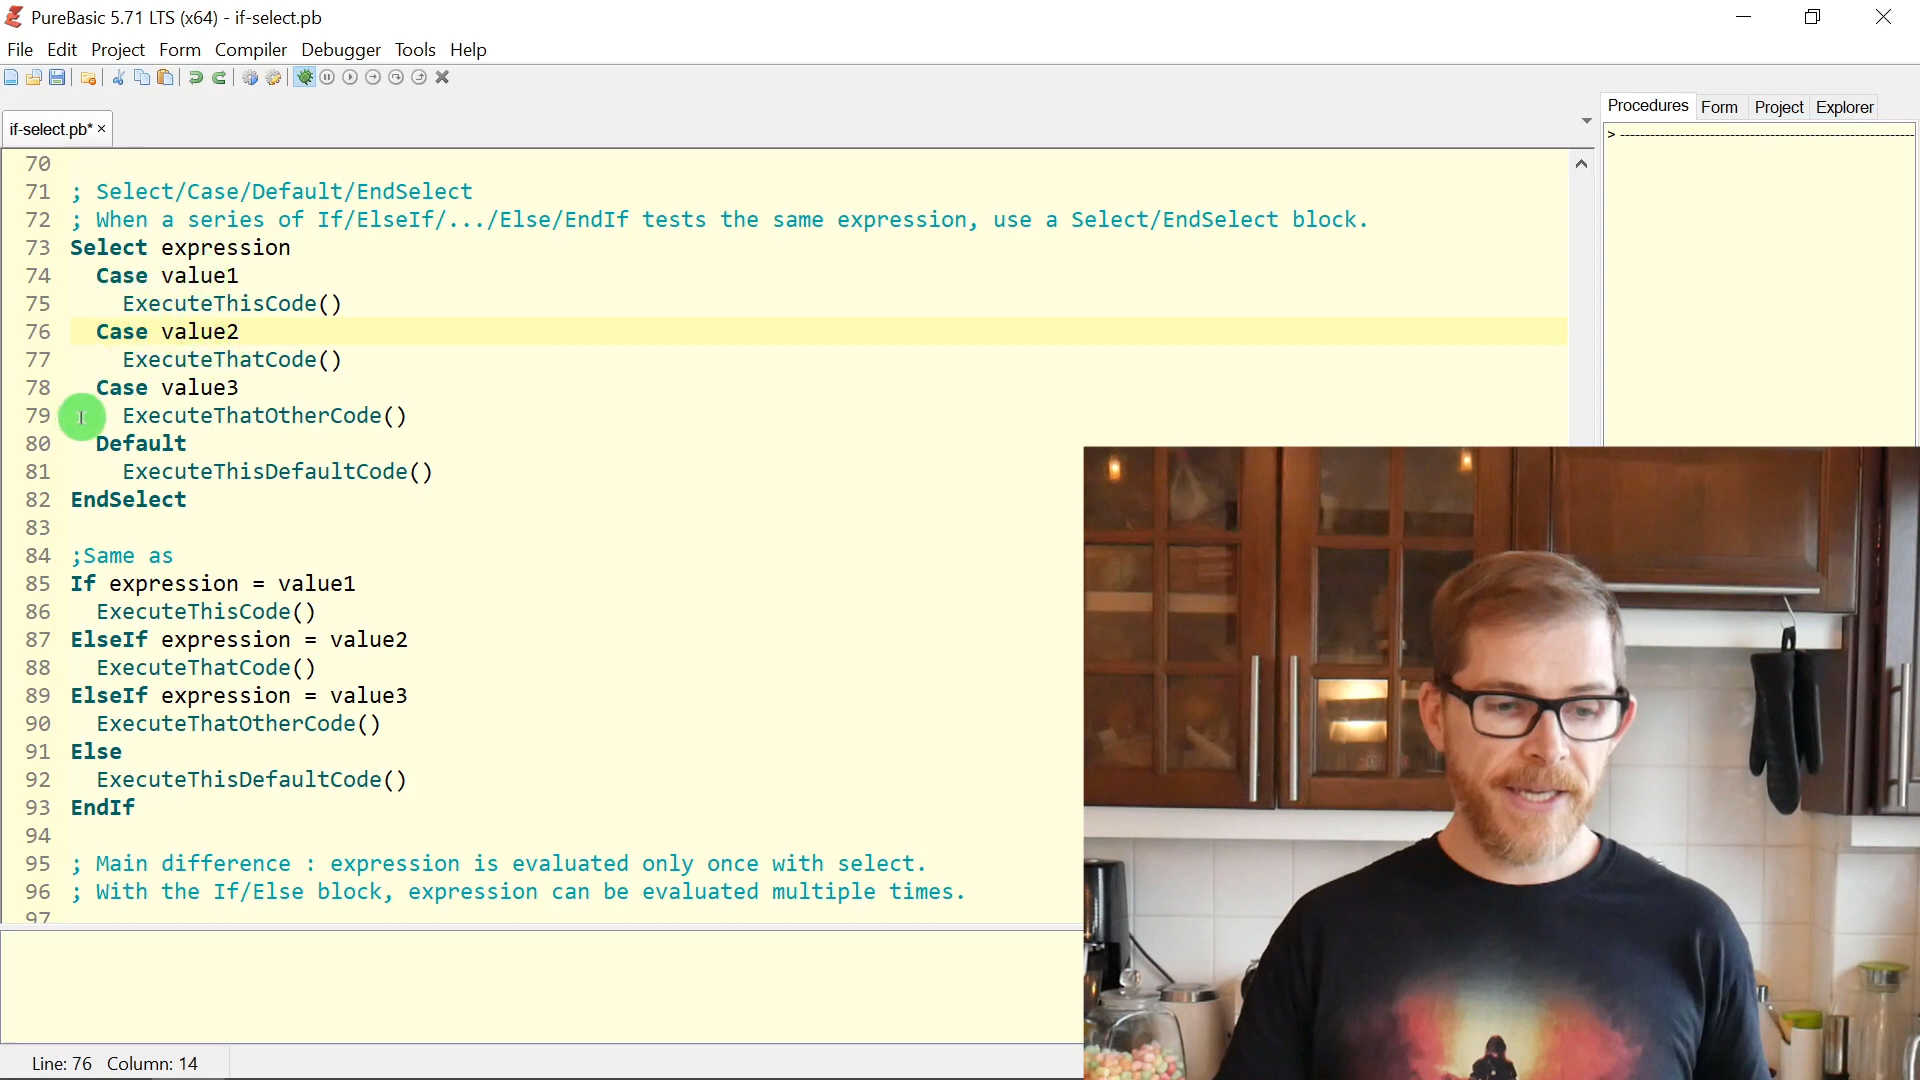 PureBasic 5.71 LTS (x64) - if-select.pb
File Edit Project Form Compiler Debugger Tools Help
if-select.pb* ×
Procedures Form Project Explorer
> ----------------------------------------------------
70
71 ; Select/Case/Default/EndSelect
72 ; When a series of If/ElseIf/.../Else/EndIf tests the same expression, use a Select/EndSelect block.
73 Select expression
74 Case value1
75 ExecuteThisCode()
76 Case value2
77 ExecuteThatCode()
78 Case value3
79 ExecuteThatOtherCode()
80 Default
81 ExecuteThisDefaultCode()
82 EndSelect
83
84 ;Same as
85 If expression = value1
86 ExecuteThisCode()
87 ElseIf expression = value2
88 ExecuteThatCode()
89 ElseIf expression = value3
90 ExecuteThatOtherCode()
91 Else
92 ExecuteThisDefaultCode()
93 EndIf
94
95 ; Main difference : expression is evaluated only once with select.
96 ; With the If/Else block, expression can be evaluated multiple times.
97
Line: 76 Column: 14